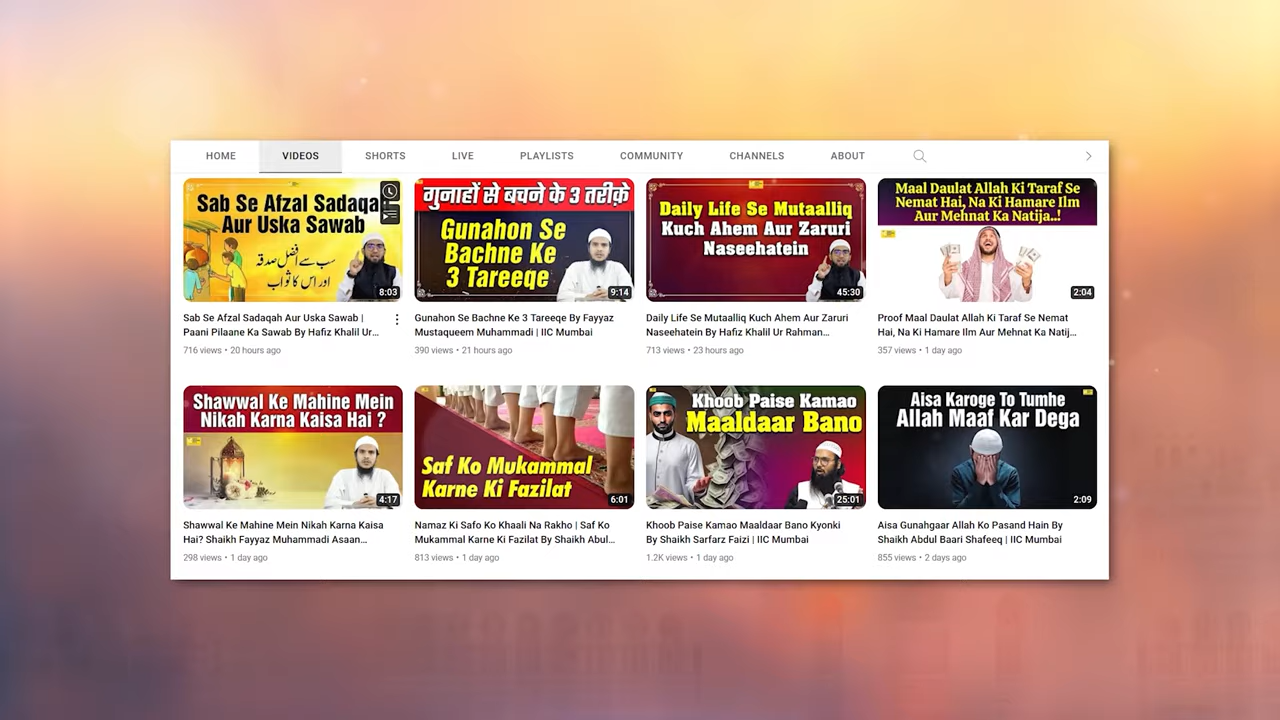 HOME VIDEOS SHORTS LIVE PLAYLISTS COMMUNITY CHANNELS ABOUT
Sab Se Afzal Sadaqa
Aur Uska Sawab
سب سے افضل صدقہ
اور اس کا ثواب
8:03
गुनाहों से बचने के 3 तरीक़े
Gunahon Se
Bachne Ke
3 Tareeqe
9:14
Daily Life Se Mutaalliq
Kuch Ahem Aur Zaruri
Naseehatein
45:30
Maal Daulat Allah Ki Taraf Se
Nemat Hai, Na Ki Hamare Ilm
Aur Mehnat Ka Natija..!
2:04
Sab Se Afzal Sadaqah Aur Uska Sawab |
Paani Pilaane Ka Sawab By Hafiz Khalil Ur...
716 views • 20 hours ago
Gunahon Se Bachne Ke 3 Tareeqe By Fayyaz
Mustaqueem Muhammadi | IIC Mumbai
390 views • 21 hours ago
Daily Life Se Mutaalliq Kuch Ahem Aur Zaruri
Naseehatein By Hafiz Khalil Ur Rahman...
713 views • 23 hours ago
Proof Maal Daulat Allah Ki Taraf Se Nemat
Hai, Na Ki Hamare Ilm Aur Mehnat Ka Natij...
357 views • 1 day ago
Shawwal Ke Mahine Mein
Nikah Karna Kaisa Hai ?
4:17
Saf Ko Mukammal
Karne Ki Fazilat
6:01
Khoob Paise Kamao
Maaldaar Bano
25:01
Aisa Karoge To Tumhe
Allah Maaf Kar Dega
2:09
Shawwal Ke Mahine Mein Nikah Karna Kaisa
Hai? Shaikh Fayyaz Muhammadi Asaan...
298 views • 1 day ago
Namaz Ki Safo Ko Khaali Na Rakho | Saf Ko
Mukammal Karne Ki Fazilat By Shaikh Abul...
813 views • 1 day ago
Khoob Paise Kamao Maaldaar Bano Kyonki
By Shaikh Sarfarz Faizi | IIC Mumbai
1.2K views • 1 day ago
Aisa Gunahgaar Allah Ko Pasand Hain By
Shaikh Abdul Baari Shafeeq | IIC Mumbai
855 views • 2 days ago